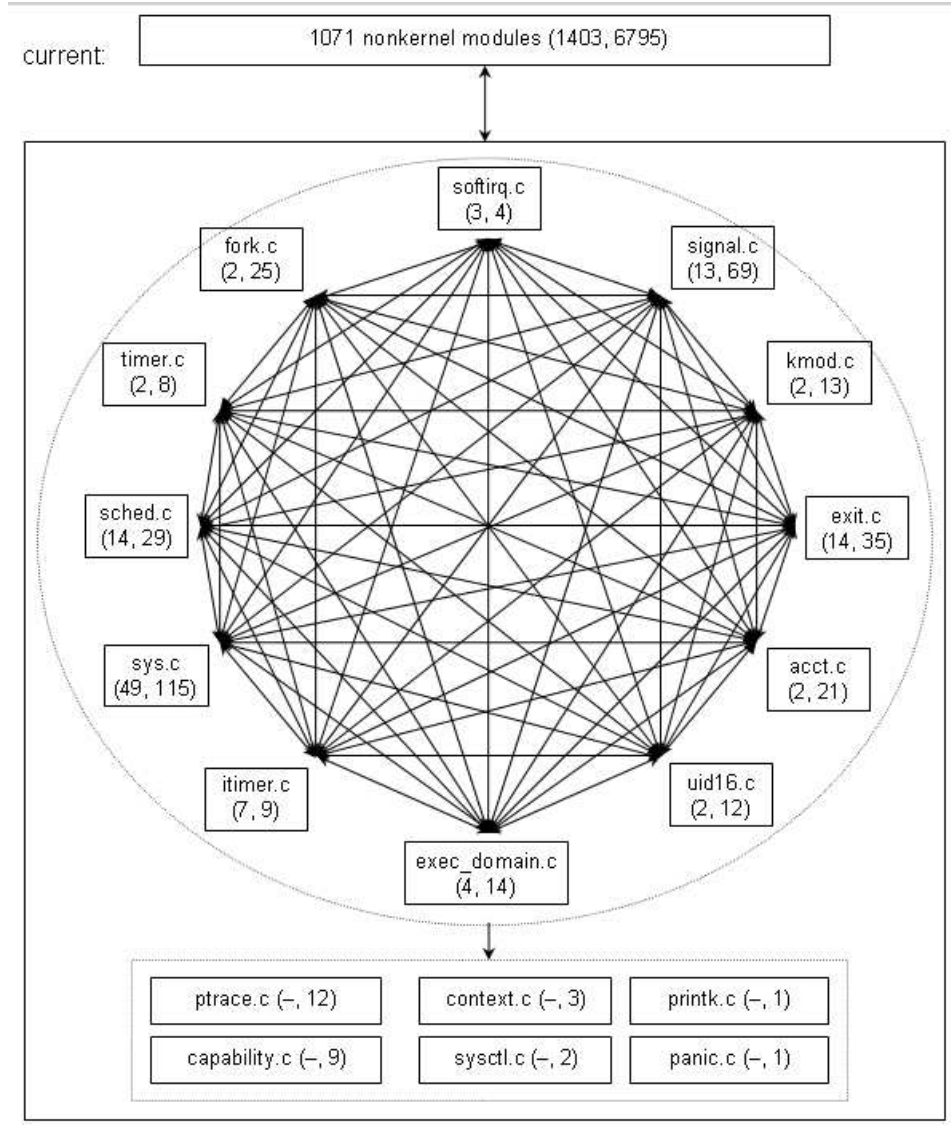 current:
1071 nonkernel modules (1403, 6795)
softirq.c
(3, 4)
fork.c
(2, 25)
signal.c
(13, 69)
timer.c
(2, 8)
kmod.c
(2, 13)
sched.c
(14, 29)
exit.c
(14, 35)
sys.c
(49, 115)
acct.c
(2, 21)
itimer.c
(7, 9)
uid16.c
(2, 12)
exec_domain.c
(4, 14)
ptrace.c (–, 12)
context.c (–, 3)
printk.c (–, 1)
capability.c (–, 9)
sysctl.c (–, 2)
panic.c (–, 1)